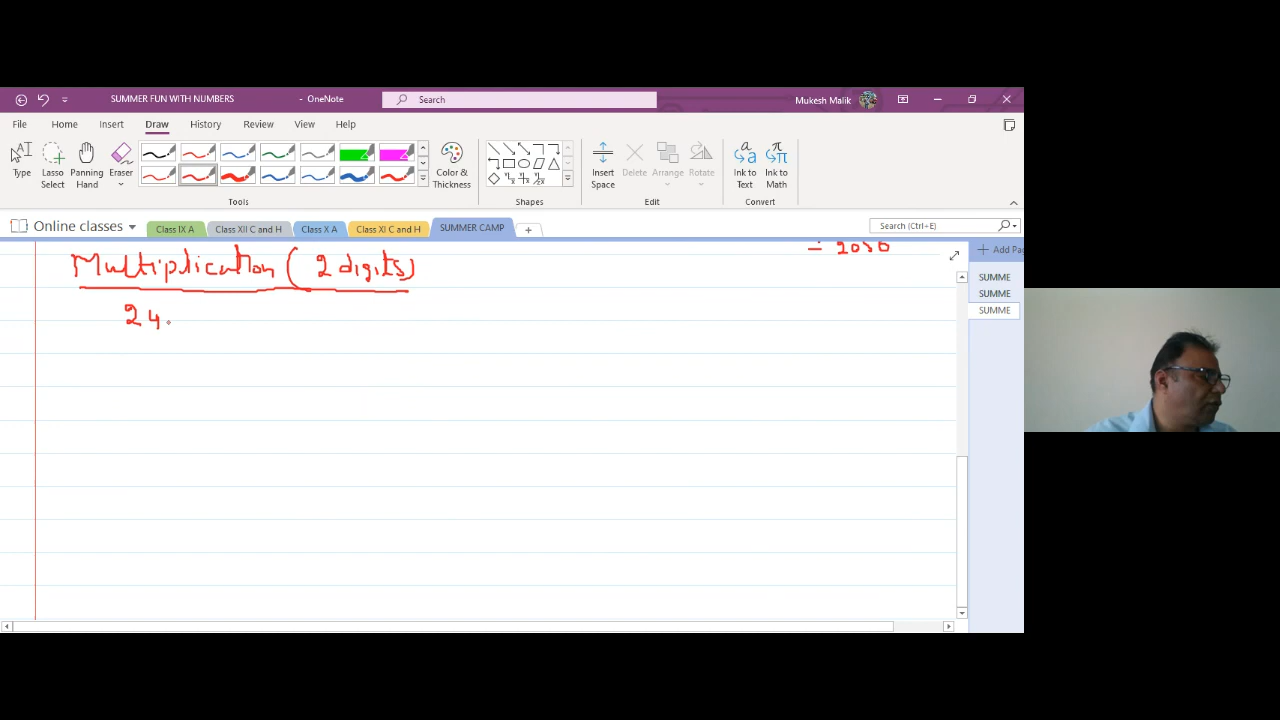 SUMMER FUN WITH NUMBERS - OneNote
Search
Mukesh Malik
File Home Insert Draw History Review View Help
Type Lasso Select Panning Hand Eraser Color & Thickness Insert Space Delete Arrange Rotate Ink to Text Ink to Math
Tools Shapes Edit Convert
Online classes Class IX A Class XII C and H Class X A Class XI C and H SUMMER CAMP + Search (Ctrl+E)
Add Pa
= 2050
Multiplication ( 2 digits)
SUMME
SUMME
SUMME
24